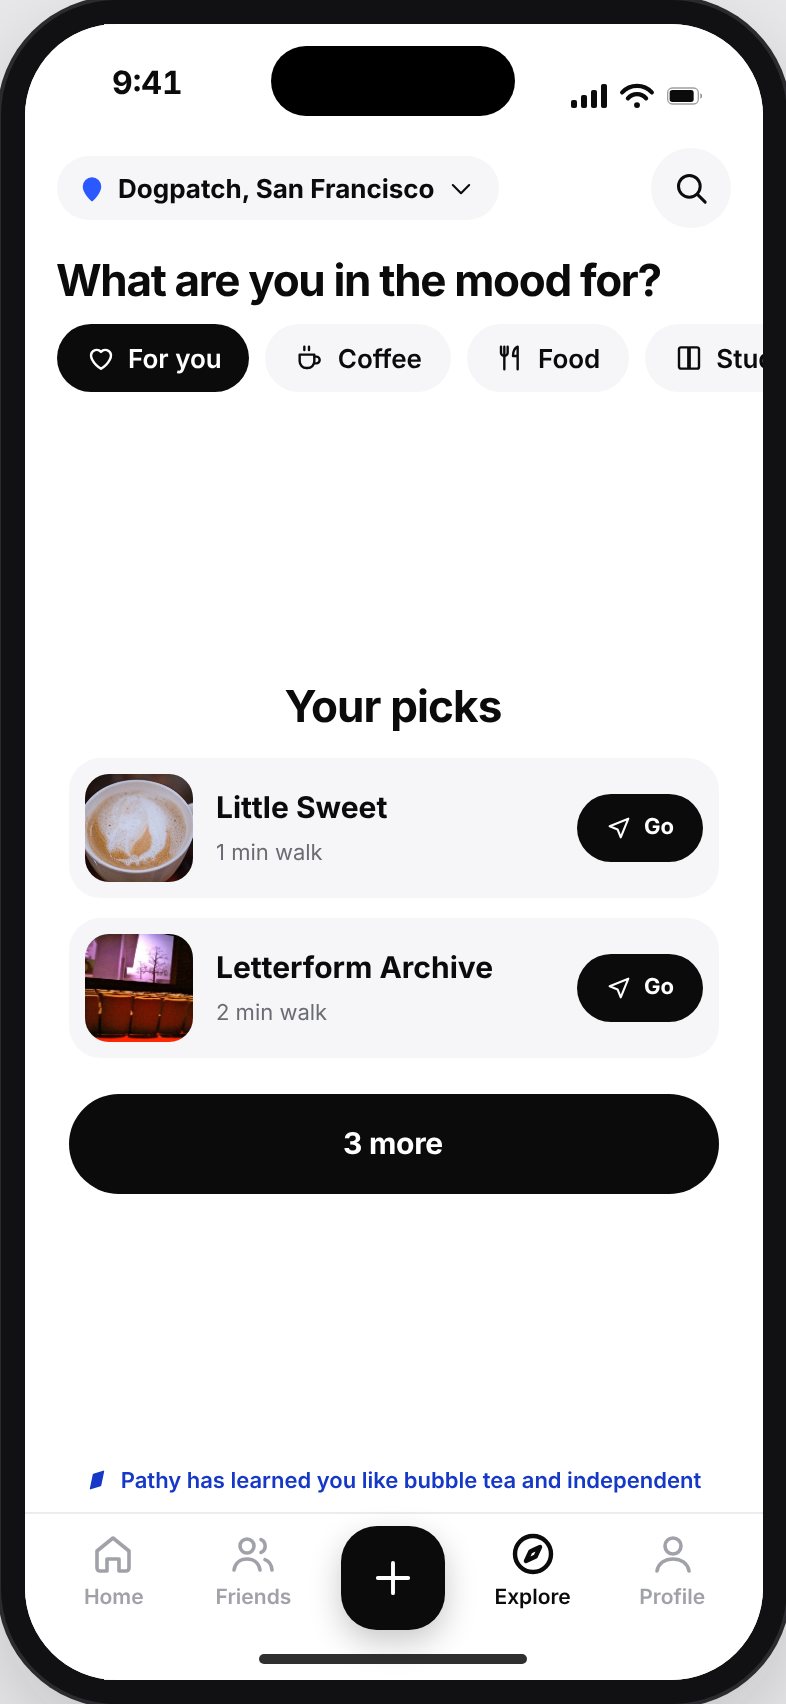 9:41
Dogpatch, San Francisco
What are you in the mood for?
For you
Coffee
Food
Your picks
Little Sweet
1 min walk
Go
Letterform Archive
2 min walk
Go
3 more
Pathy has learned you like bubble tea and independent
Home
Friends
Explore
Profile